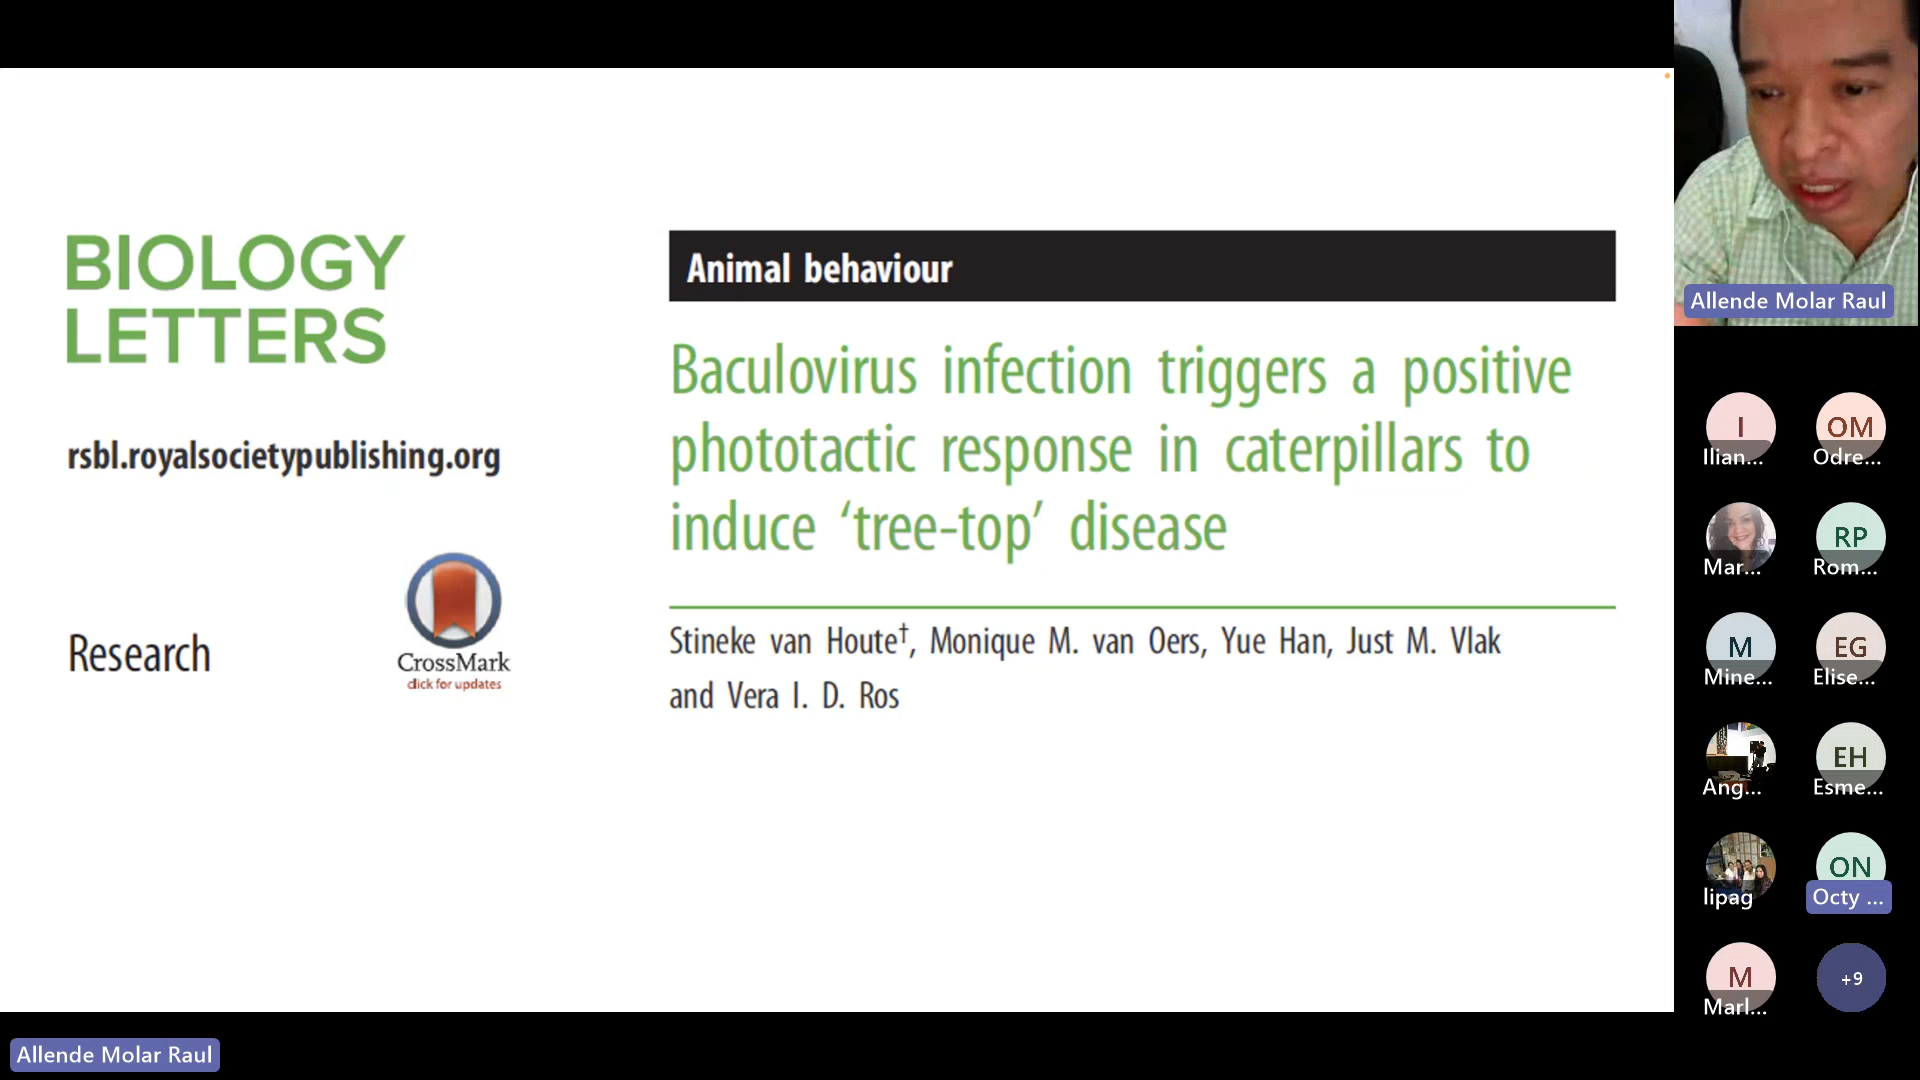 BIOLOGY
LETTERS
rsbl.royalsocietypublishing.org
Research
CrossMark
click for updates
Animal behaviour
Baculovirus infection triggers a positive
phototactic response in caterpillars to
induce ‘tree-top’ disease
Stineke van Houte†, Monique M. van Oers, Yue Han, Just M. Vlak
and Vera I. D. Ros
Allende Molar Raul
I
Ilian...
OM
Odre...
Mar...
RP
Rom...
M
Mine...
EG
Elise...
Ang...
EH
Esme...
lipag
ON
Octy ...
M
Marl...
+9
Allende Molar Raul